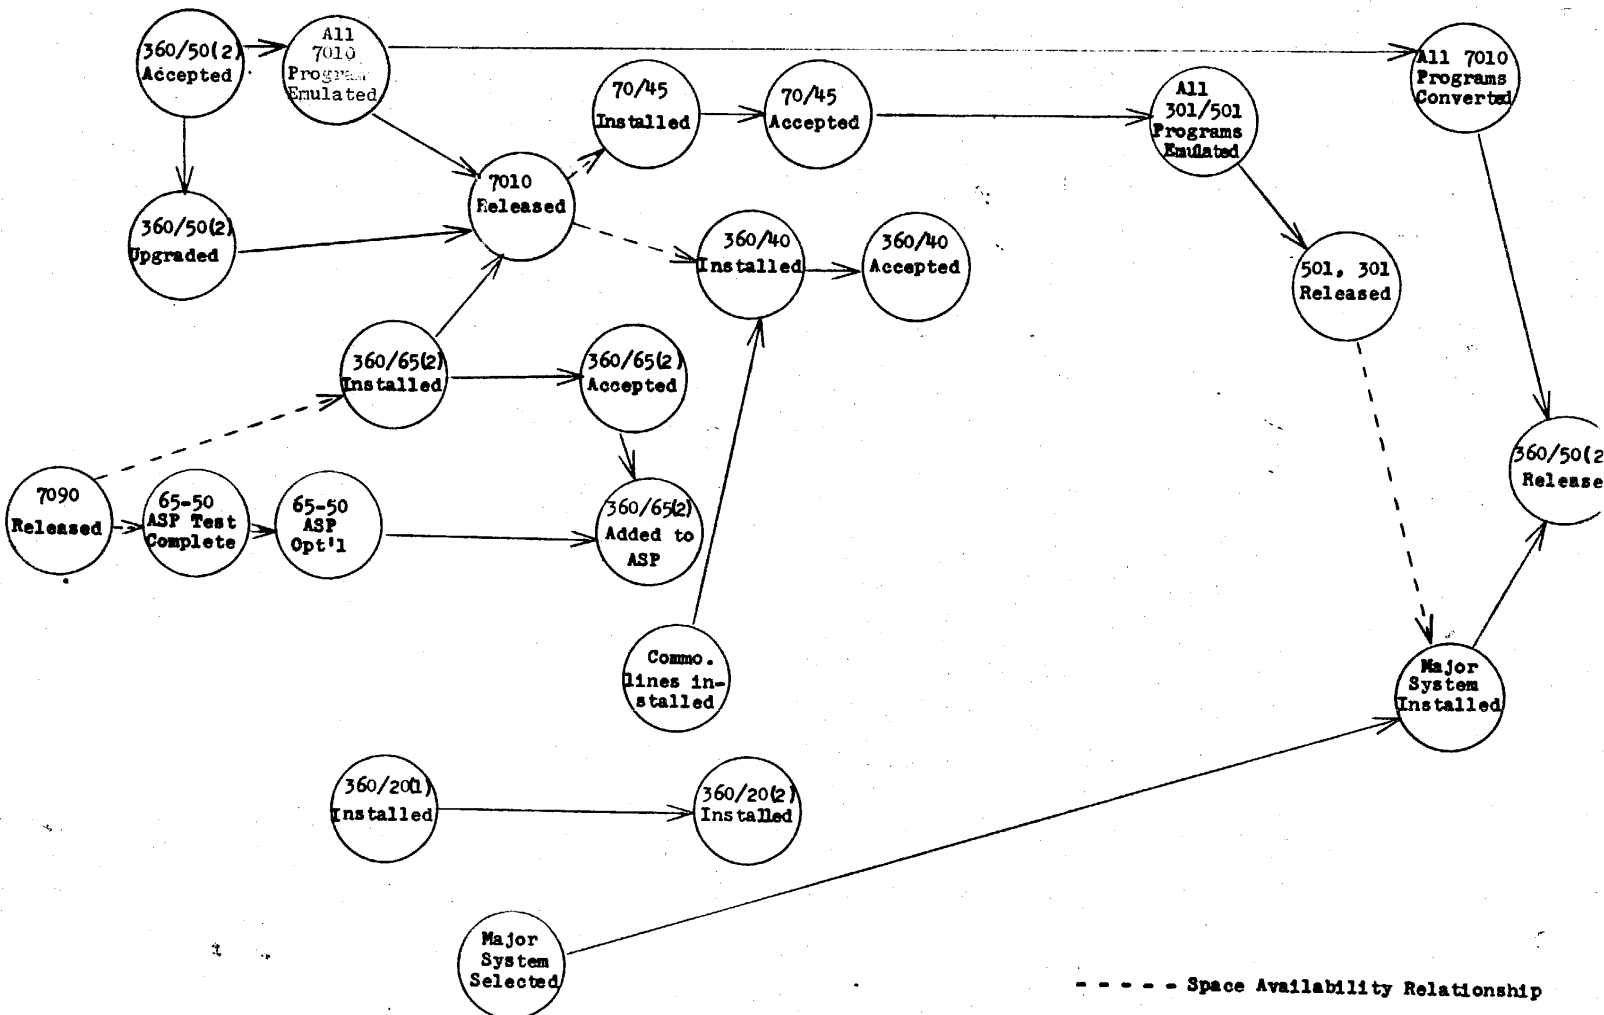 360/50(2)
Accepted
All
7010
Program
Emulated
All 7010
Programs
Converted
70/45
Installed
70/45
Accepted
All
301/501
Programs
Emulated
7010
Released
360/50(2)
Upgraded
360/40
Installed
360/40
Accepted
501, 301
Released
360/65(2)
Installed
360/65(2)
Accepted
360/50(2
Release
7090
Released
65-50
ASP Test
Complete
65-50
ASP
Opt'l
360/65(2)
Added to
ASP
Commo.
lines in-
stalled
Major
System
Installed
360/20(1)
Installed
360/20(2)
Installed
Major
System
Selected
Space Availability Relationship